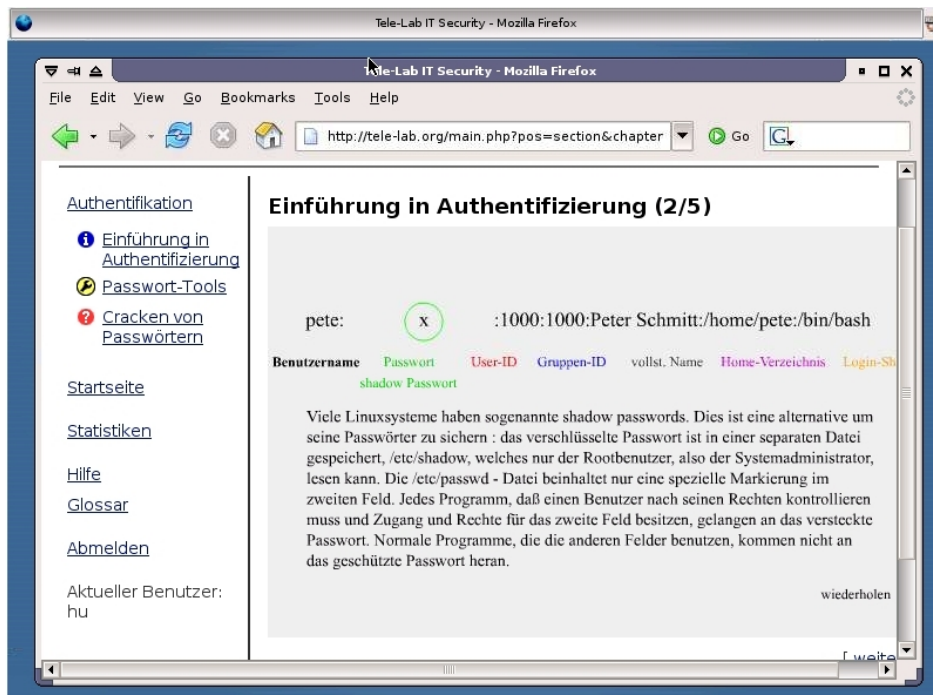 Tele-Lab IT Security - Mozilla Firefox
Tele-Lab IT Security - Mozilla Firefox
File Edit View Go Bookmarks Tools Help
http://tele-lab.org/main.php?pos=section&chapter
Go
G
Authentifikation
Einführung in
Authentifizierung
Passwort-Tools
Cracken von
Passwörtern
Startseite
Statistiken
Hilfe
Glossar
Abmelden
Aktueller Benutzer:
hu
Einführung in Authentifizierung (2/5)
pete: x :1000:1000:Peter Schmitt:/home/pete:/bin/bash
Benutzername Passwort User-ID Gruppen-ID vollst. Name Home-Verzeichnis Login-Sh
shadow Passwort
Viele Linuxsysteme haben sogenannte shadow passwords. Dies ist eine alternative um
seine Passwörter zu sichern : das verschlüsselte Passwort ist in einer separaten Datei
gespeichert, /etc/shadow, welches nur der Rootbenutzer, also der Systemadministrator,
lesen kann. Die /etc/passwd - Datei beinhaltet nur eine spezielle Markierung im
zweiten Feld. Jedes Programm, daß einen Benutzer nach seinen Rechten kontrollieren
muss und Zugang und Rechte für das zweite Feld besitzen, gelangen an das versteckte
Passwort. Normale Programme, die die anderen Felder benutzen, kommen nicht an
das geschützte Passwort heran.
wiederholen
[ weite